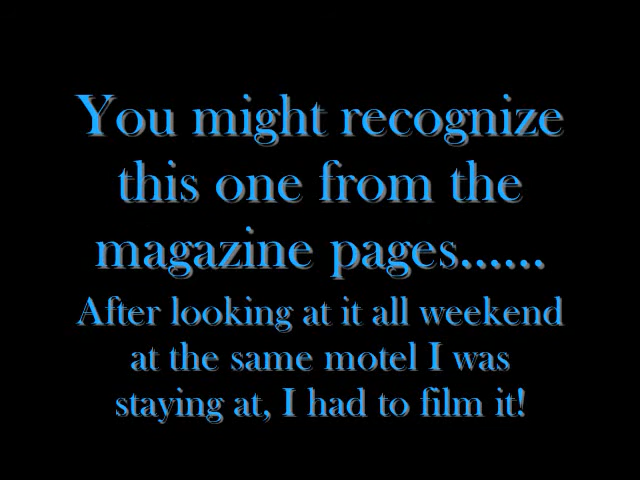 You might recognize
this one from the
magazine pages......
After looking at it all weekend
at the same motel I was
staying at, I had to film it!